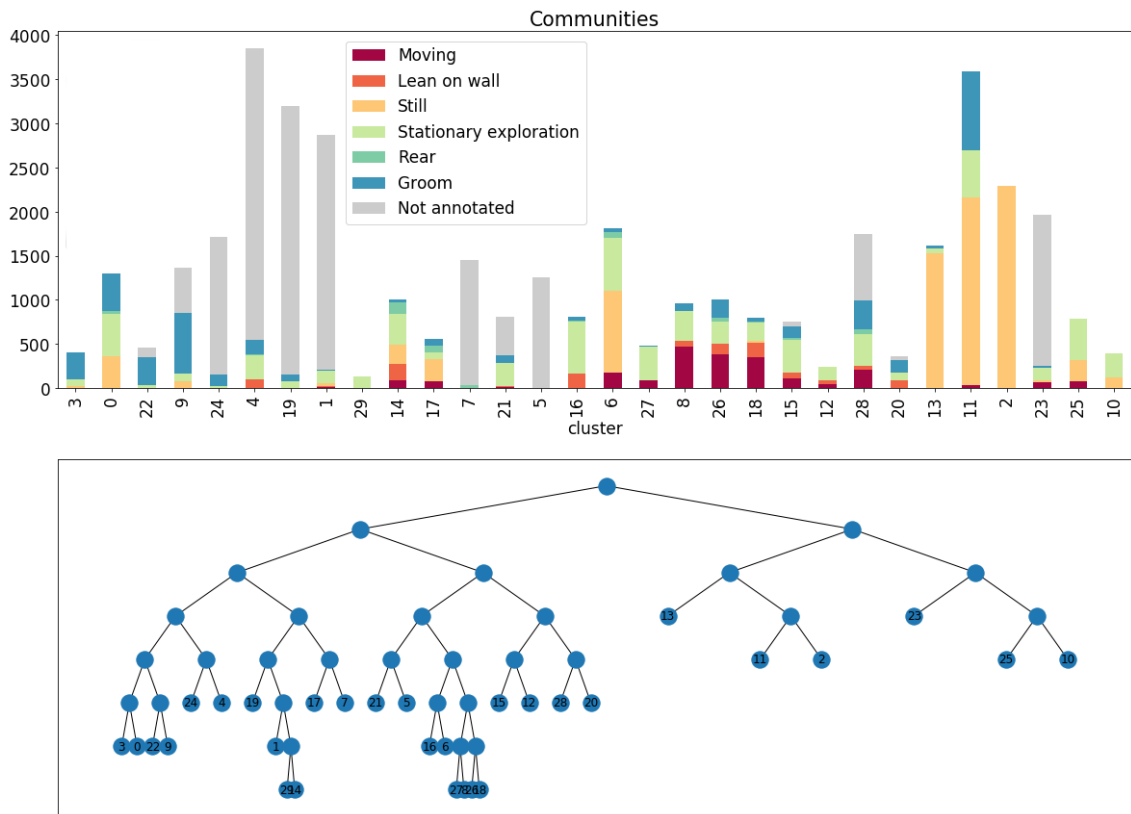 Communities
4000
3500
3000
2500
2000
1500
1000
500
0
Moving
Lean on wall
Still
Stationary exploration
Rear
Groom
Not annotated
3 0 22 9 24 4 19 1 29 14 17 7 21 5 16 6 27 8 26 18 15 12 28 20 13 11 2 23 25 10
cluster
13 23
11 2 25 10
24 4 19 17 7 21 5 15 12 28 20
3 0 22 9 1 16 6
29 14 27 8 26 18